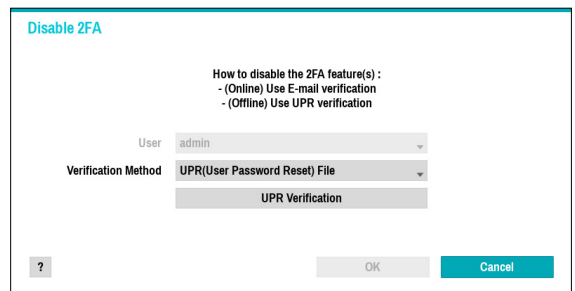 Disable 2FA
How to disable the 2FA feature(s) :
- (Online) Use E-mail verification
- (Offline) Use UPR verification
User admin
Verification Method UPR(User Password Reset) File
UPR Verification
? OK Cancel